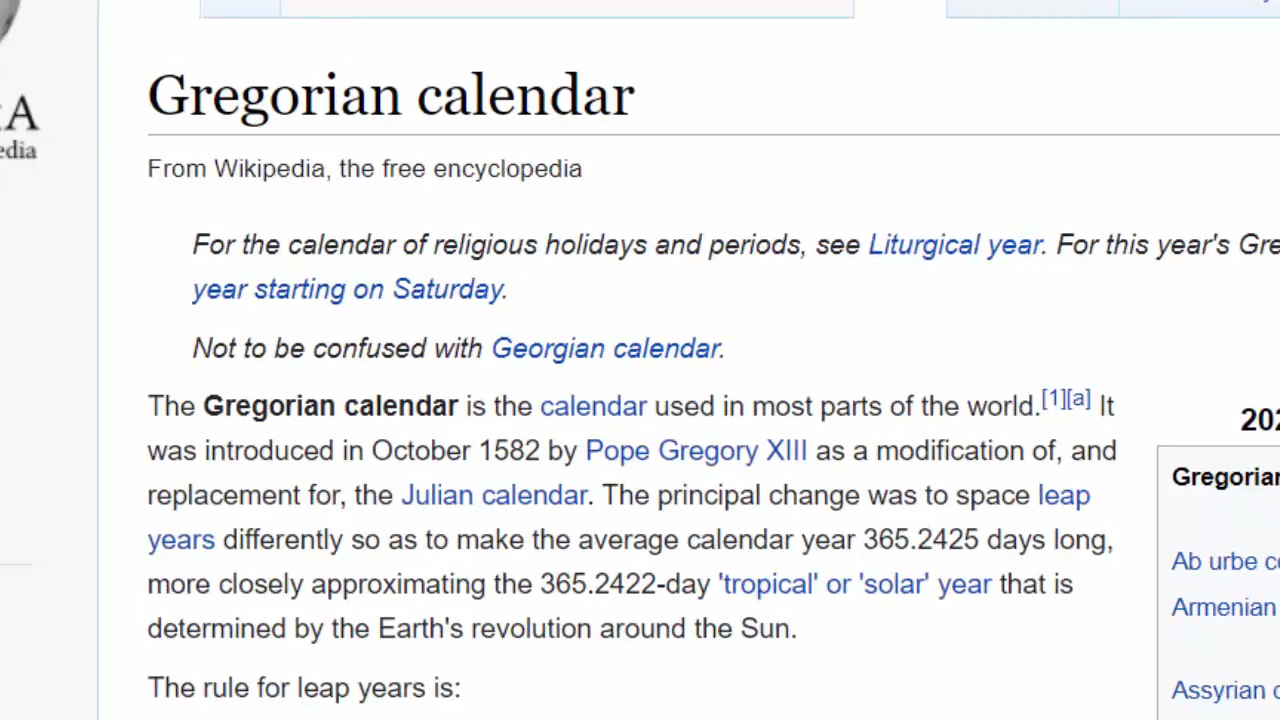 Gregorian calendar
From Wikipedia, the free encyclopedia
For the calendar of religious holidays and periods, see Liturgical year. For this year's
year starting on Saturday.
Not to be confused with Georgian calendar.
The Gregorian calendar is the calendar used in most parts of the world.[1][a] It
was introduced in October 1582 by Pope Gregory XIII as a modification of, and
replacement for, the Julian calendar. The principal change was to space leap
years differently so as to make the average calendar year 365.2425 days long,
more closely approximating the 365.2422-day 'tropical' or 'solar' year that is
determined by the Earth's revolution around the Sun.
The rule for leap years is:
Gregorian
Ab urbe
Armenian
Assyrian